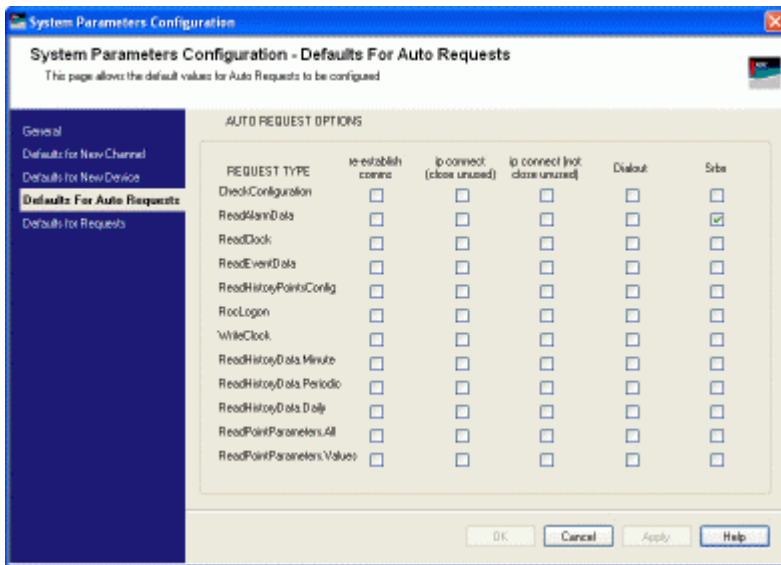 System Parameters Configuration
System Parameters Configuration - Defaults For Auto Requests
This page allows the default values for Auto Requests to be configured
General
Defaults for New Channel
Defaults for New Device
Defaults For Auto Requests
Defaults for Requests
AUTO REQUEST OPTIONS
REQUEST TYPE re-establish comms ip connect (close unused) ip connect (not close unused) Dialout Srbx
CheckConfiguration
ReadAlarmData
ReadClock
ReadEventData
ReadHistoryPointsConfig
RocLogon
WriteClock
ReadHistoryData.Minute
ReadHistoryData.Periodic
ReadHistoryData.Daily
ReadPointParameters.All
ReadPointParameters.Values
OK Cancel Apply Help